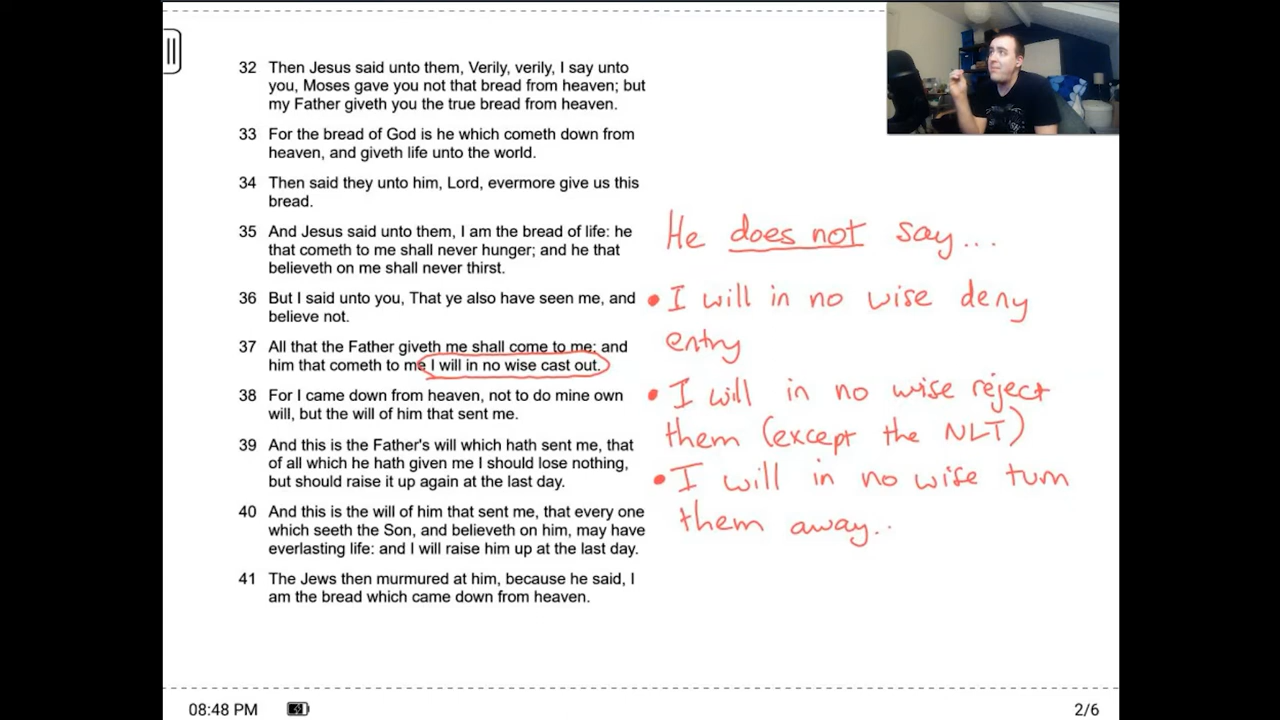 32 Then Jesus said unto them, Verily, verily, I say unto
you, Moses gave you not that bread from heaven; but
my Father giveth you the true bread from heaven.
33 For the bread of God is he which cometh down from
heaven, and giveth life unto the world.
34 Then said they unto him, Lord, evermore give us this
bread.
35 And Jesus said unto them, I am the bread of life: he
that cometh to me shall never hunger; and he that
believeth on me shall never thirst.
36 But I said unto you, That ye also have seen me, and
believe not.
37 All that the Father giveth me shall come to me; and
him that cometh to me I will in no wise cast out.
38 For I came down from heaven, not to do mine own
will, but the will of him that sent me.
39 And this is the Father's will which hath sent me, that
of all which he hath given me I should lose nothing,
but should raise it up again at the last day.
40 And this is the will of him that sent me, that every one
which seeth the Son, and believeth on him, may have
everlasting life: and I will raise him up at the last day.
41 The Jews then murmured at him, because he said, I
am the bread which came down from heaven.
He does not say...
• I will in no wise deny
entry
• I will in no wise reject
them (except the NLT)
• I will in no wise turn
them away..
08:48 PM
2/6